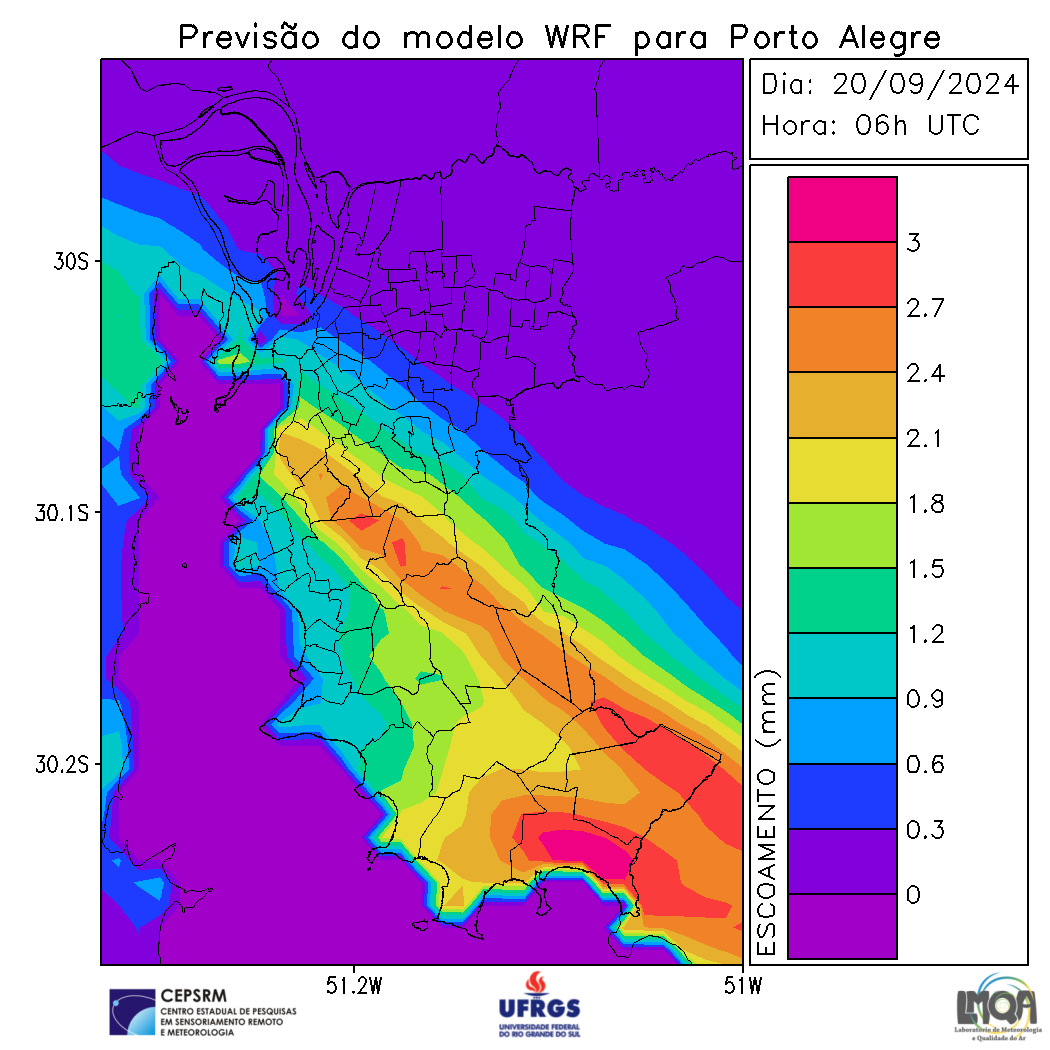 Previsão do modelo WRF para Porto Alegre
Dia: 20/09/2024
Hora: 06h UTC
30S
30.1S
30.2S
51.2W
51W
ESCOAMENTO (mm)
3
2.7
2.4
2.1
1.8
1.5
1.2
0.9
0.6
0.3
0
CEPSRM
CENTRO ESTADUAL DE PESQUISAS
EM SENSORIAMENTO REMOTO
E METEOROLOGIA
UFRGS
UNIVERSIDADE FEDERAL
DO RIO GRANDE DO SUL
LMQA
Laboratório de Meteorologia
e Qualidade do Ar